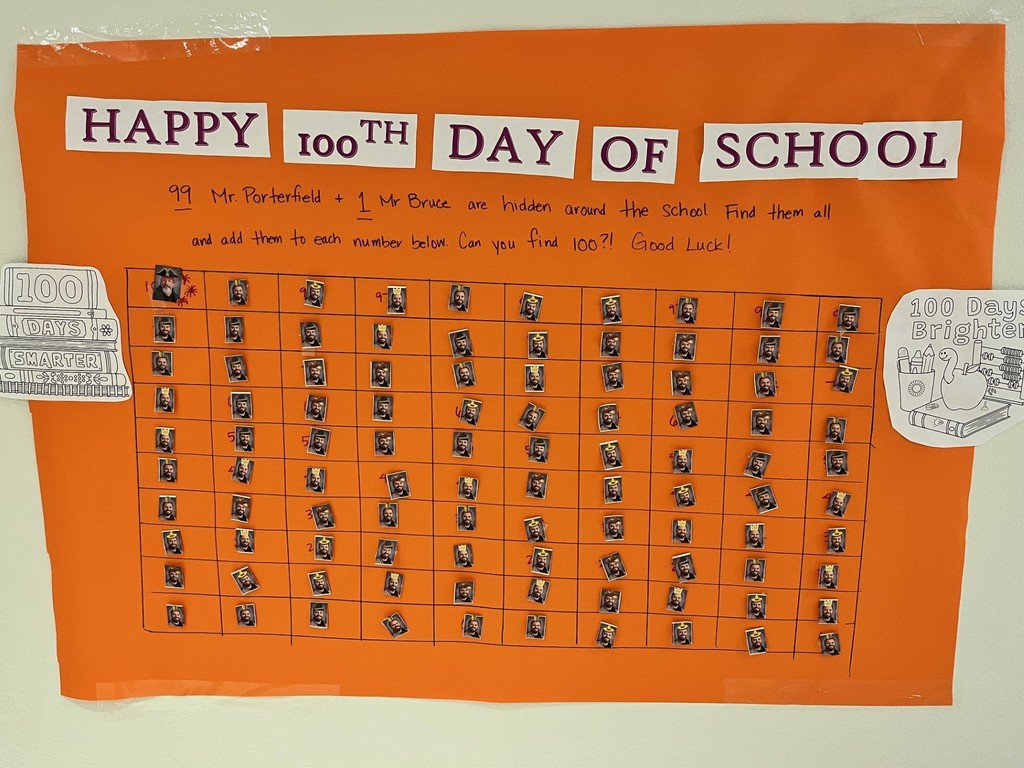 HAPPY 100TH DAY OF SCHOOL
99 Mr. Porterfield + 1 Mr Bruce are hidden around the school Find them all
and add them to each number below. Can you find 100?! Good Luck!
100
DAYS
SMARTER
100 Days
Brighter